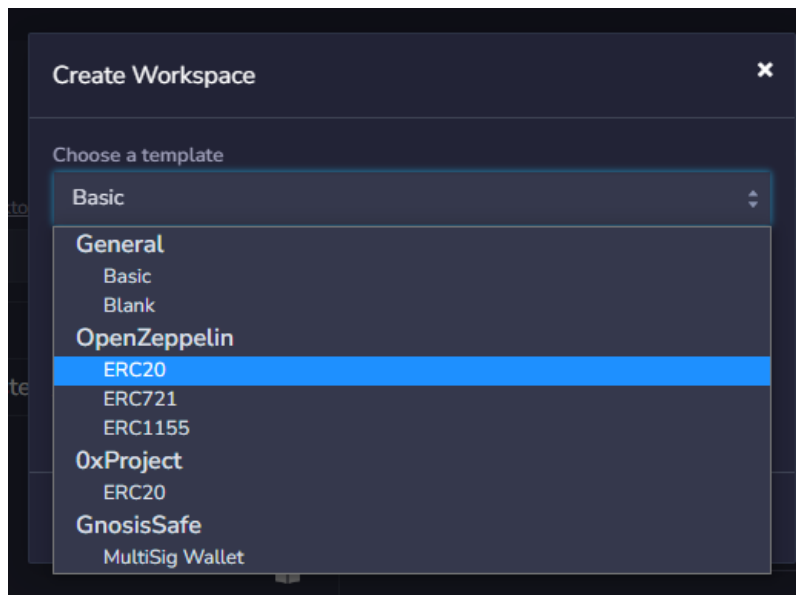 Create Workspace
Choose a template
Basic
General
Basic
Blank
OpenZeppelin
ERC20
ERC721
ERC1155
0xProject
ERC20
GnosisSafe
MultiSig Wallet